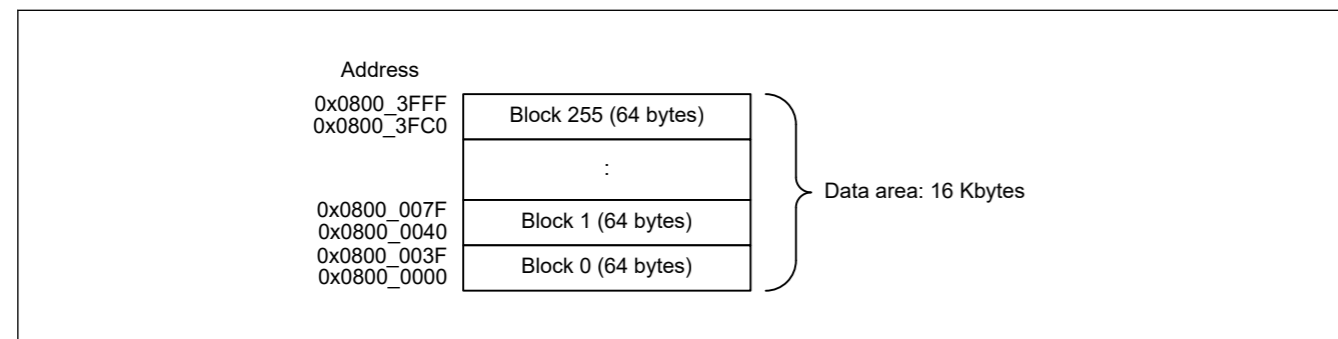 Address
0x0800_3FFF
0x0800_3FC0
Block 255 (64 bytes)
:
Data area: 16 Kbytes
0x0800_007F
0x0800_0040
Block 1 (64 bytes)
0x0800_003F
0x0800_0000
Block 0 (64 bytes)